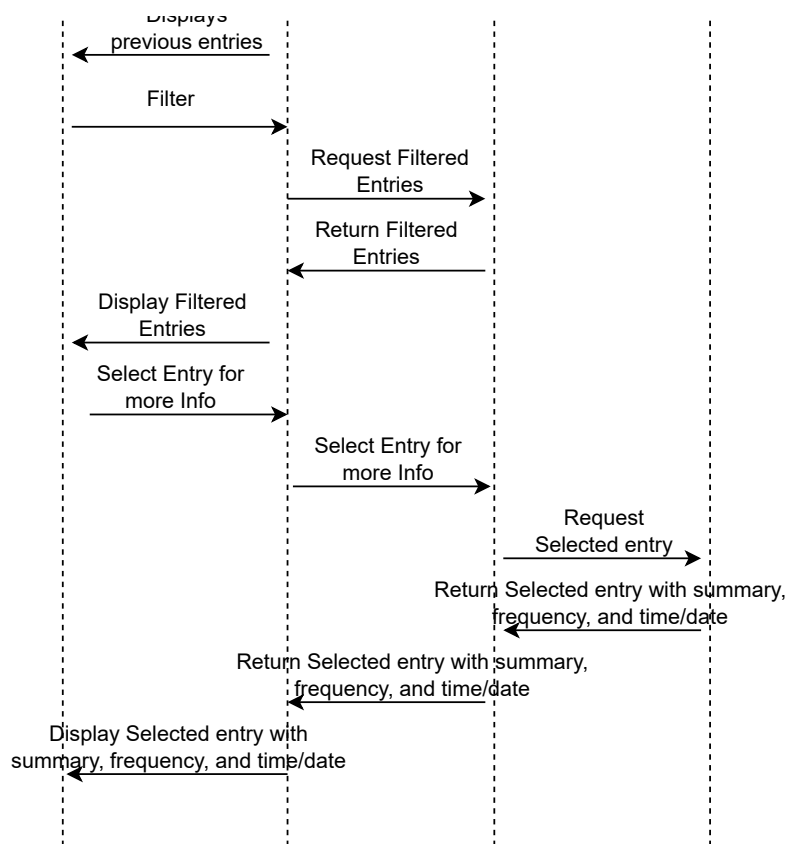 Displays
previous entries
Filter
Request Filtered
Entries
Return Filtered
Entries
Display Filtered
Entries
Select Entry for
more Info
Select Entry for
more Info
Request
Selected entry
Return Selected entry with summary,
frequency, and time/date
Return Selected entry with summary,
frequency, and time/date
Display Selected entry with
summary, frequency, and time/date